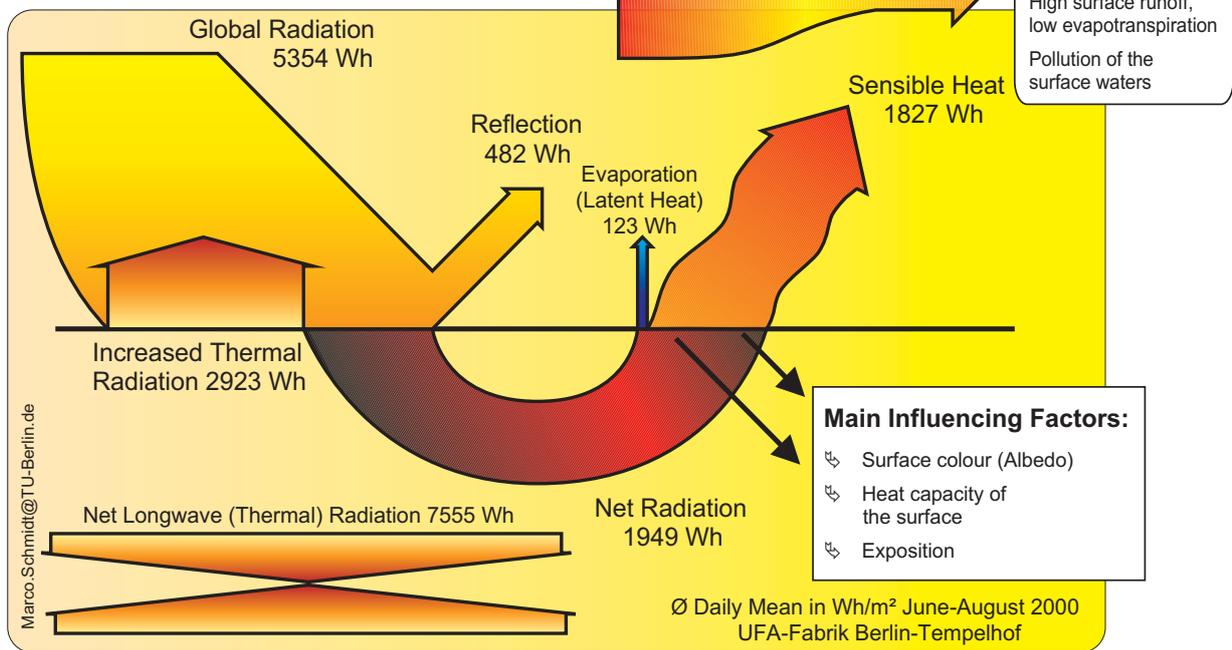 High surface runoff,
low evapotranspiration
Pollution of the
surface waters
Global Radiation
5354 Wh
Sensible Heat
1827 Wh
Reflection
482 Wh
Evaporation
(Latent Heat)
123 Wh
Increased Thermal
Radiation 2923 Wh
Main Influencing Factors:
Surface colour (Albedo)
Heat capacity of
the surface
Exposition
Net Radiation
1949 Wh
Net Longwave (Thermal) Radiation 7555 Wh
Ø Daily Mean in Wh/m² June-August 2000
UFA-Fabrik Berlin-Tempelhof
Marco.Schmidt@TU-Berlin.de